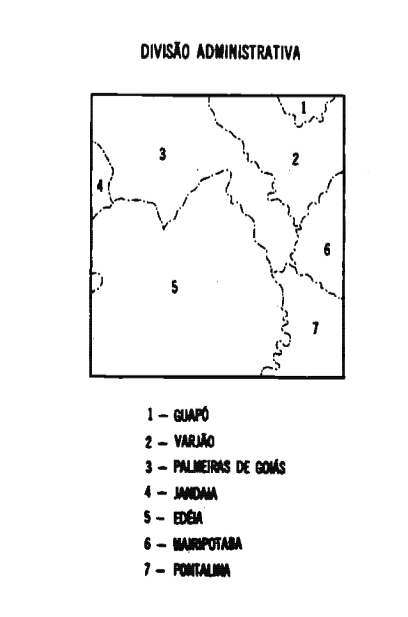 DIVISÃO ADMINISTRATIVA
1
3
2
4
6
5
7
1 – GUAPÓ
2 – VARJÃO
3 – PALMEIRAS DE GOIÁS
4 – JANDAIA
5 – EDÉIA
6 – MAIRIPOTABA
7 – PONTALINA